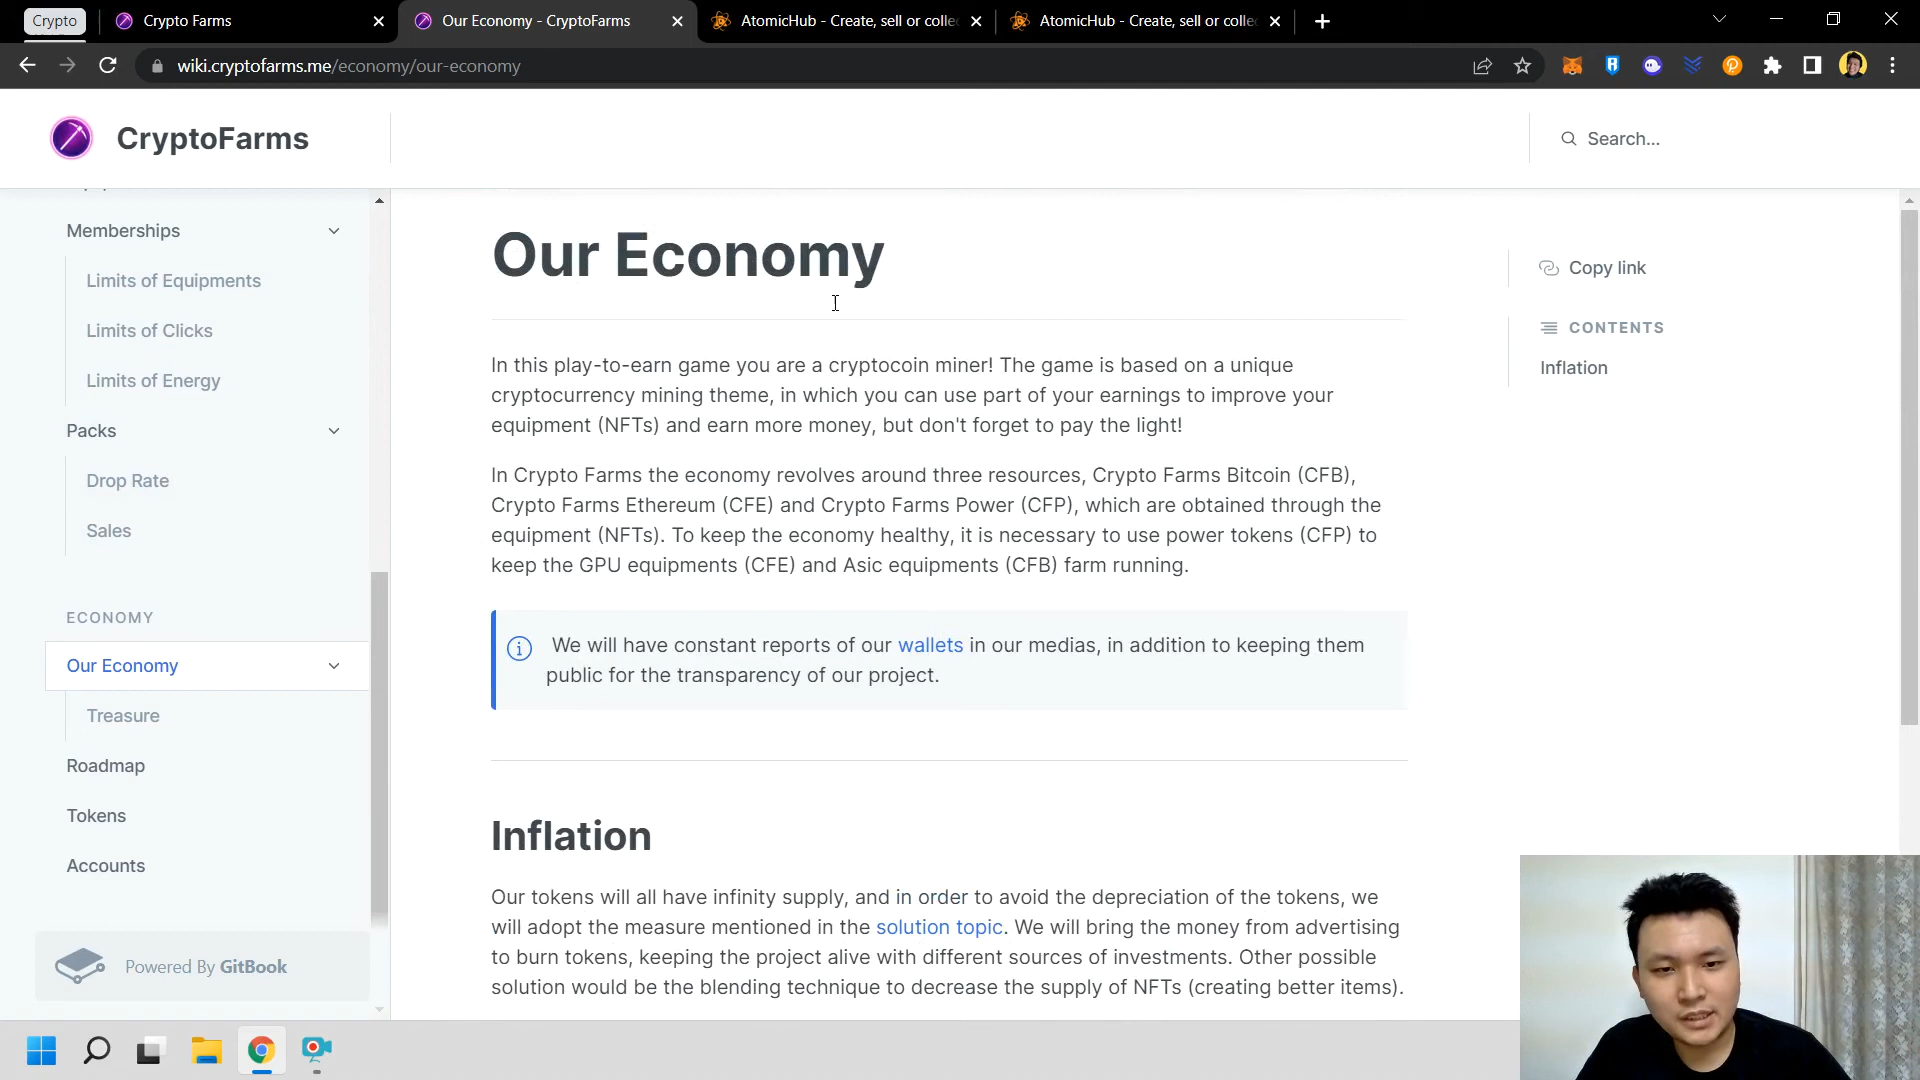 Crypto
Crypto Farms
Our Economy - CryptoFarms
AtomicHub - Create, sell or colle
AtomicHub - Create, sell or colle
wiki.cryptofarms.me/economy/our-economy
CryptoFarms
Search...
Memberships
Limits of Equipments
Limits of Clicks
Limits of Energy
Packs
Drop Rate
Sales
ECONOMY
Our Economy
Treasure
Roadmap
Tokens
Accounts
Powered By GitBook
Our Economy
In this play-to-earn game you are a cryptocoin miner! The game is based on a unique
cryptocurrency mining theme, in which you can use part of your earnings to improve your
equipment (NFTs) and earn more money, but don't forget to pay the light!
In Crypto Farms the economy revolves around three resources, Crypto Farms Bitcoin (CFB),
Crypto Farms Ethereum (CFE) and Crypto Farms Power (CFP), which are obtained through the
equipment (NFTs). To keep the economy healthy, it is necessary to use power tokens (CFP) to
keep the GPU equipments (CFE) and Asic equipments (CFB) farm running.
We will have constant reports of our wallets in our medias, in addition to keeping them
public for the transparency of our project.
Inflation
Our tokens will all have infinity supply, and in order to avoid the depreciation of the tokens, we
will adopt the measure mentioned in the solution topic. We will bring the money from advertising
to burn tokens, keeping the project alive with different sources of investments. Other possible
solution would be the blending technique to decrease the supply of NFTs (creating better items).
Copy link
CONTENTS
Inflation